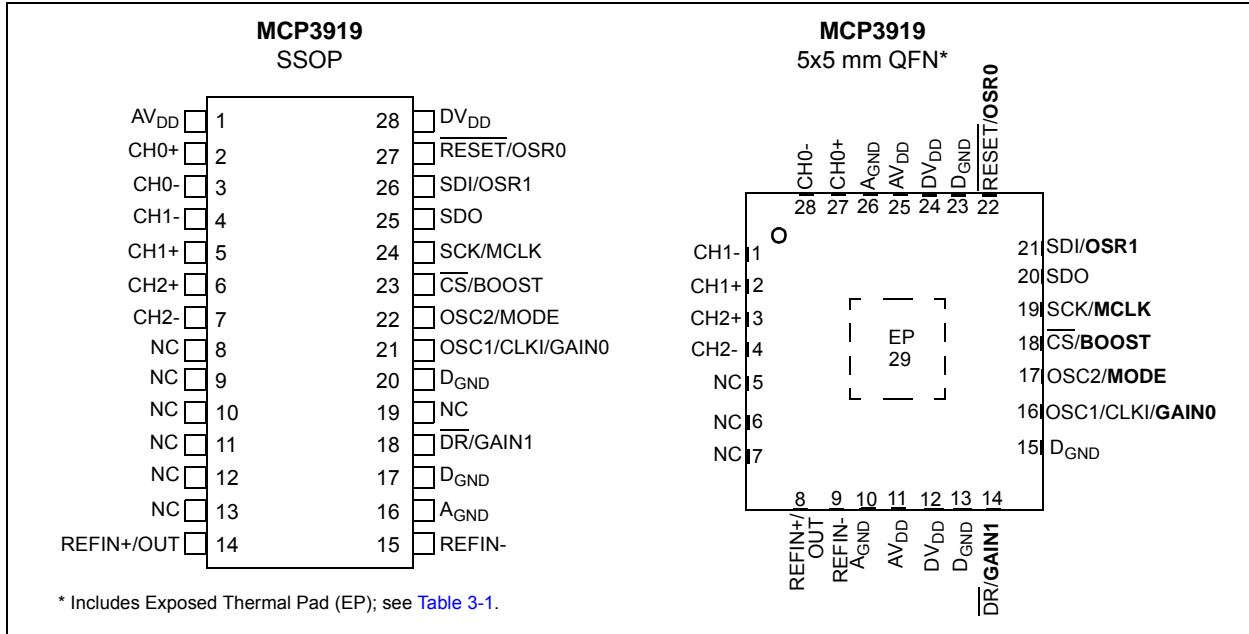 MCP3919
SSOP
AVDD 1
CH0+ 2
CH0- 3
CH1- 4
CH1+ 5
CH2+ 6
CH2- 7
NC 8
NC 9
NC 10
NC 11
NC 12
NC 13
REFIN+/OUT 14
28 DVDD
27 RESET/OSR0
26 SDI/OSR1
25 SDO
24 SCK/MCLK
23 CS/BOOST
22 OSC2/MODE
21 OSC1/CLKI/GAIN0
20 DGND
19 NC
18 DR/GAIN1
17 DGND
16 AGND
15 REFIN-
* Includes Exposed Thermal Pad (EP); see Table 3-1.
MCP3919
5x5 mm QFN*
CH0-
CH0+
AGND
AVDD
DVDD
DGND
RESET/OSR0
28 27 26 25 24 23 22
CH1- 1
CH1+ 2
CH2+ 3
CH2- 4
NC 5
NC 6
NC 7
EP
29
21 SDI/OSR1
20 SDO
19 SCK/MCLK
18 CS/BOOST
17 OSC2/MODE
16 OSC1/CLKI/GAIN0
15 DGND
8 9 10 11 12 13 14
REFIN+/
OUT
REFIN-
AGND
AVDD
DVDD
DGND
DR/GAIN1